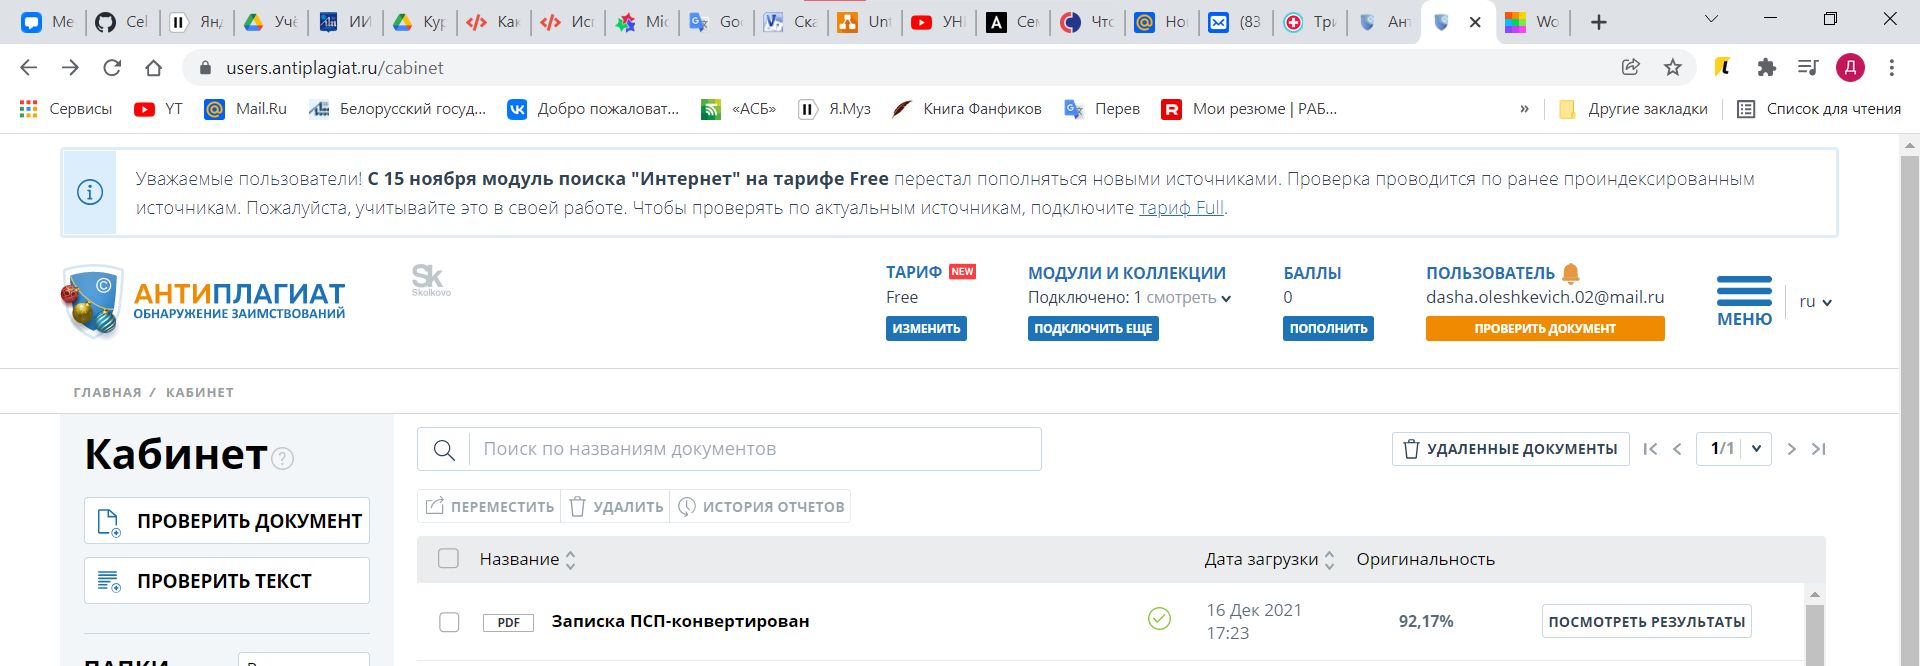 Ме
Cel
Янд
Учё
ИИ
Кур
Как
Исп
Mic
Goo
Ска
Unt
УНІ
Сем
Что
Нов
(83
Три
Ант
Wo
users.antiplagiat.ru/cabinet
Д
Сервисы
YT
Mail.Ru
Белорусский госуд...
Добро пожаловат...
«АСБ»
Я.Муз
Книга Фанфиков
Перев
Мои резюме | РАБ...
»
Другие закладки
Список для чтения
Уважаемые пользователи! С 15 ноября модуль поиска "Интернет" на тарифе Free перестал пополняться новыми источниками. Проверка проводится по ранее проиндексированным
источникам. Пожалуйста, учитывайте это в своей работе. Чтобы проверять по актуальным источникам, подключите тариф Full.
АНТИПЛАГИАТ
ОБНАРУЖЕНИЕ ЗАИМСТВОВАНИЙ
Sk
Skolkovo
ТАРИФ NEW
Free
ИЗМЕНИТЬ
МОДУЛИ И КОЛЛЕКЦИИ
Подключено: 1 смотреть
ПОДКЛЮЧИТЬ ЕЩЕ
БАЛЛЫ
0
ПОПОЛНИТЬ
ПОЛЬЗОВАТЕЛЬ
dasha.oleshkevich.02@mail.ru
ПРОВЕРИТЬ ДОКУМЕНТ
МЕНЮ
ru
ГЛАВНАЯ / КАБИНЕТ
Кабинет ?
ПРОВЕРИТЬ ДОКУМЕНТ
ПРОВЕРИТЬ ТЕКСТ
ПАПКИ
Поиск по названиям документов
УДАЛЕННЫЕ ДОКУМЕНТЫ
1/1
ПЕРЕМЕСТИТЬ
УДАЛИТЬ
ИСТОРИЯ ОТЧЕТОВ
Название
Дата загрузки
Оригинальность
PDF
Записка ПСП-конвертирован
16 Дек 2021
17:23
92,17%
ПОСМОТРЕТЬ РЕЗУЛЬТАТЫ